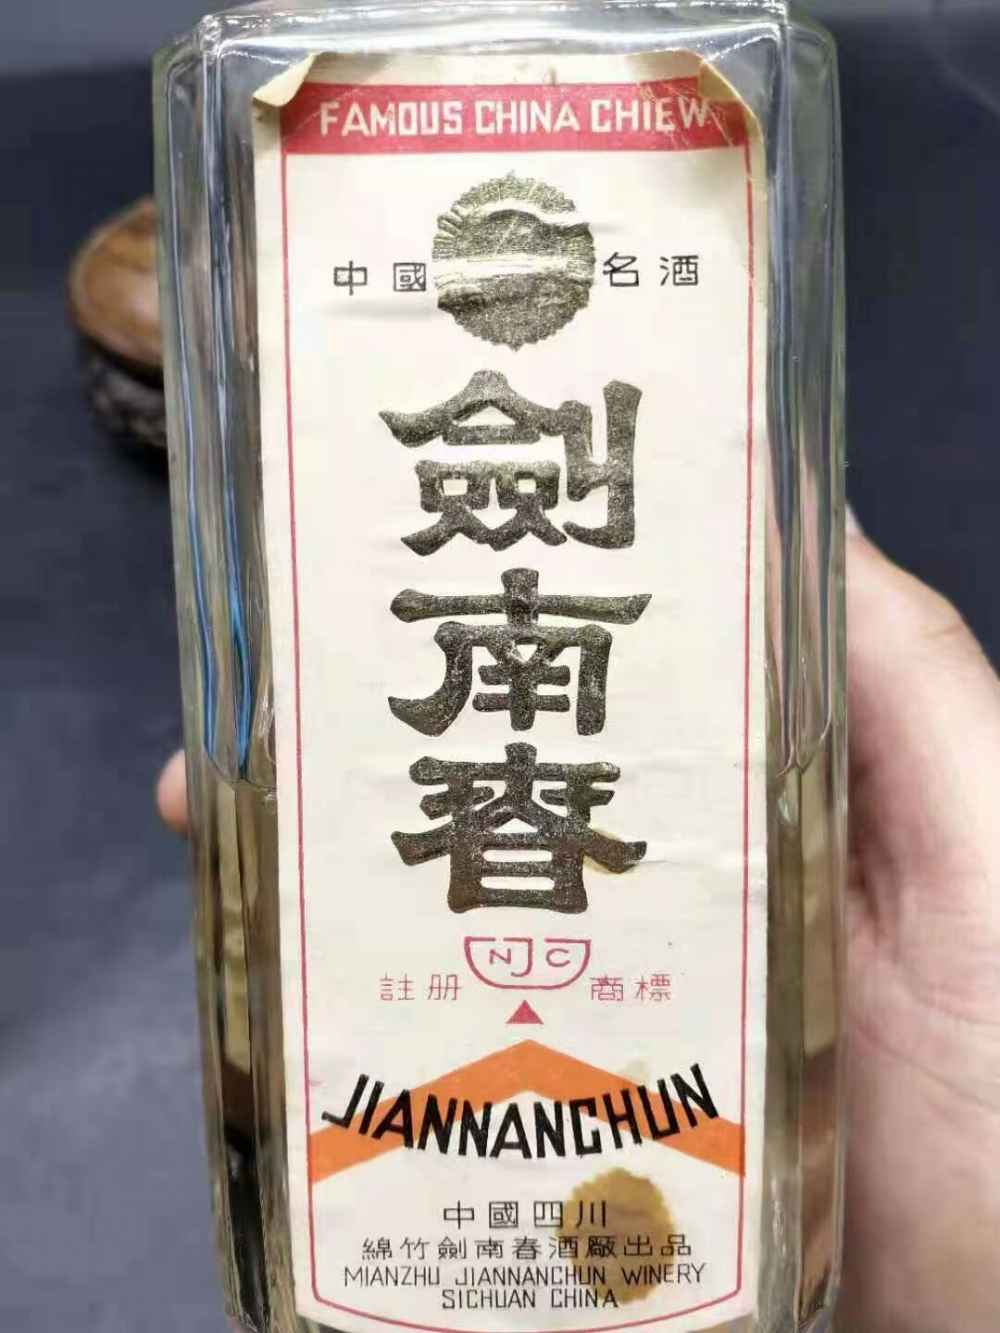 FAMOUS CHINA CHIEW
中國 名酒
劍
南
春
NJC
註册 商標
JIANNANCHUN
中國四川
綿竹劍南春酒廠出品
MIANZHU JIANNANCHUN WINERY
SICHUAN CHINA